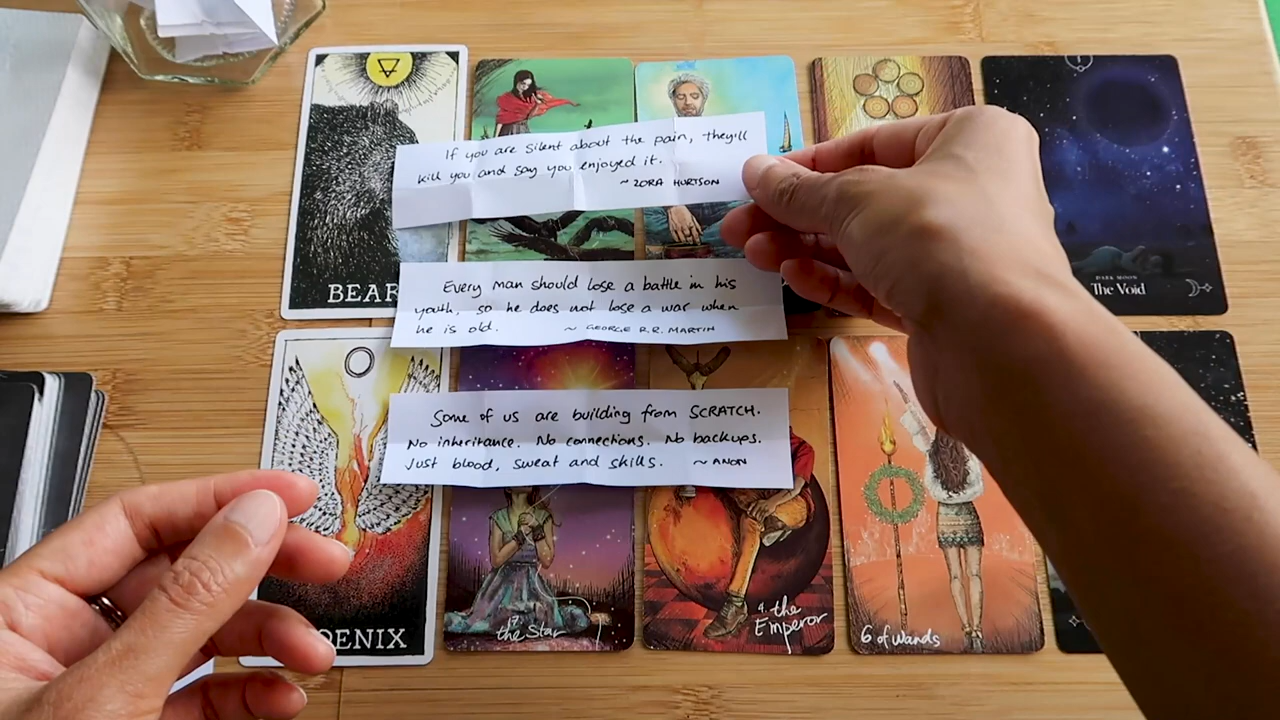 If you are silent about the pain, they'll
kill you and say you enjoyed it.
~ ZORA HURTSON
BEAR
DARK MOON
The Void
Every man should lose a battle in his
youth, so he does not lose a war when
he is old. ~ GEORGE R.R. MARTIN
Some of us are building from SCRATCH.
No inheritance. No connections. No backups.
Just blood, sweat and skills. ~ ANON
OENIX
17.
the Star
4. the
Emperor
6 of wands